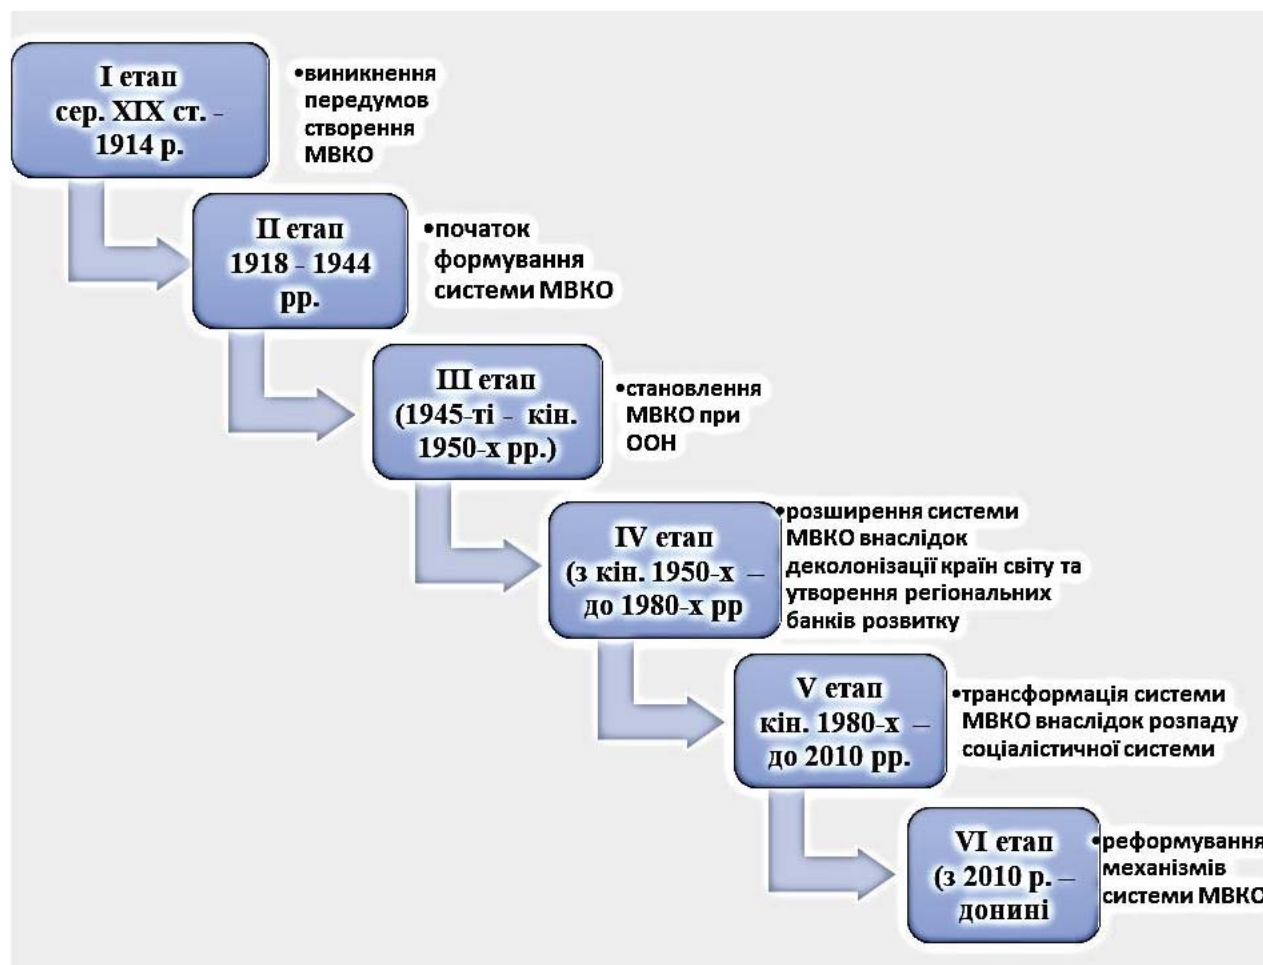 I етап
сер. XIX ст. -
1914 р.
•виникнення
передумов
створення
МВКО
II етап
1918 - 1944
рр.
•початок
формування
системи МВКО
III етап
(1945-ті - кін.
1950-х рр.)
•становлення
МВКО при
ООН
IV етап
(з кін. 1950-х –
до 1980-х рр
•розширення системи
МВКО внаслідок
деколонізації країн світу та
утворення регіональних
банків розвитку
V етап
кін. 1980-х –
до 2010 рр.
•трансформація системи
МВКО внаслідок розпаду
соціалістичної системи
VI етап
(з 2010 р. –
донині
•реформування
механізмів
системи МВКО